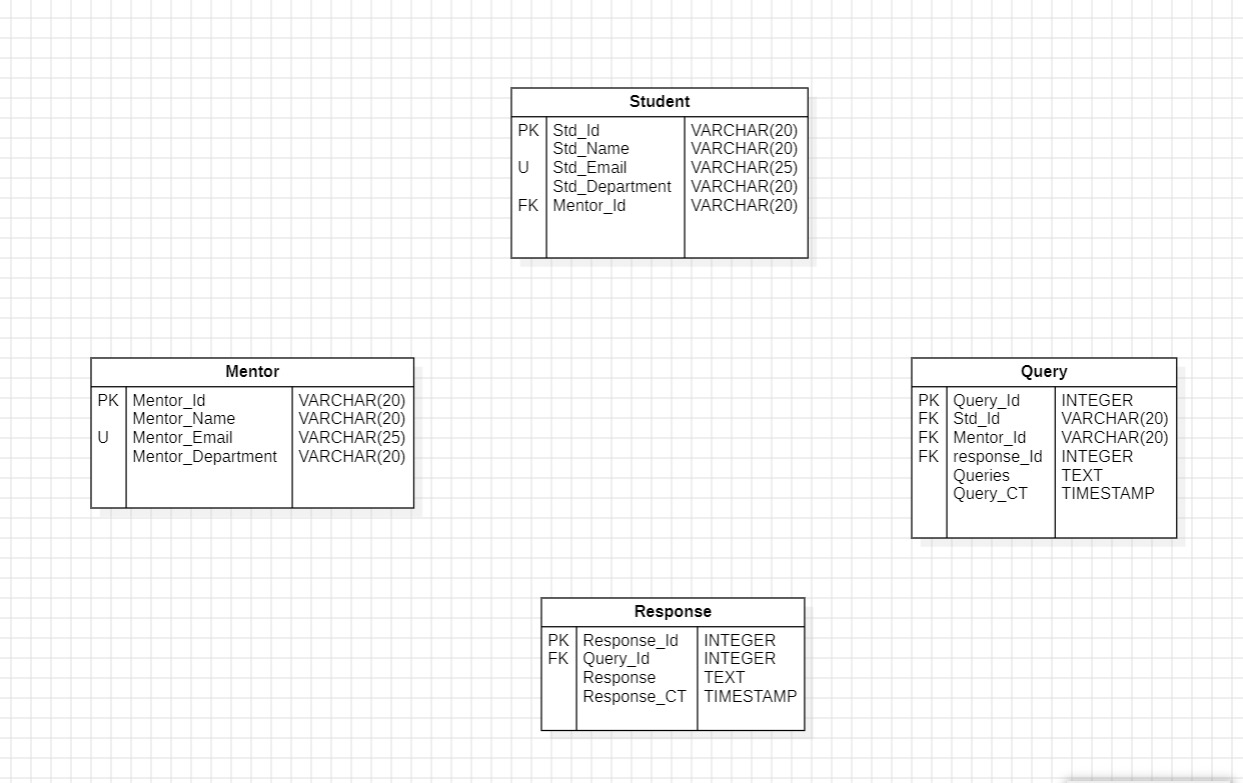 Student
PK Std_Id VARCHAR(20)
Std_Name VARCHAR(20)
U Std_Email VARCHAR(25)
Std_Department VARCHAR(20)
FK Mentor_Id VARCHAR(20)
Mentor
PK Mentor_Id VARCHAR(20)
Mentor_Name VARCHAR(20)
U Mentor_Email VARCHAR(25)
Mentor_Department VARCHAR(20)
Query
PK Query_Id INTEGER
FK Std_Id VARCHAR(20)
FK Mentor_Id VARCHAR(20)
FK response_Id INTEGER
Queries TEXT
Query_CT TIMESTAMP
Response
PK Response_Id INTEGER
FK Query_Id INTEGER
Response TEXT
Response_CT TIMESTAMP